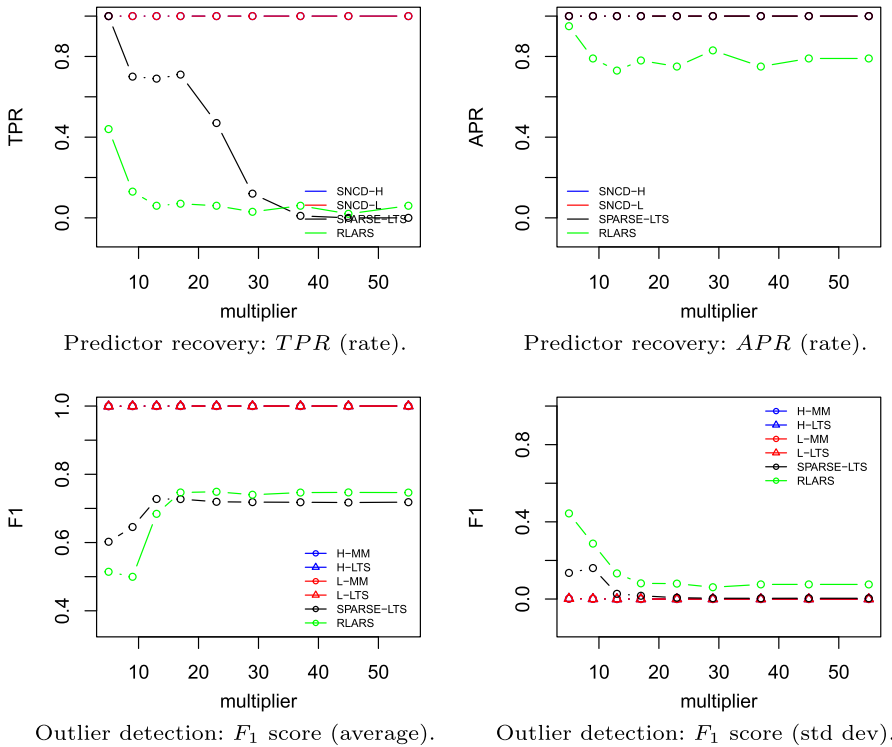 TPR
0.0 0.4 0.8
SNCD-H
SNCD-L
SPARSE-LTS
RLARS
10 20 30 40 50
multiplier
Predictor recovery: TPR (rate).
APR
0.0 0.4 0.8
SNCD-H
SNCD-L
SPARSE-LTS
RLARS
10 20 30 40 50
multiplier
Predictor recovery: APR (rate).
F1
0.4 0.6 0.8 1.0
H-MM
H-LTS
L-MM
L-LTS
SPARSE-LTS
RLARS
10 20 30 40 50
multiplier
Outlier detection: F1 score (average).
F1
0.0 0.4 0.8
H-MM
H-LTS
L-MM
L-LTS
SPARSE-LTS
RLARS
10 20 30 40 50
multiplier
Outlier detection: F1 score (std dev).